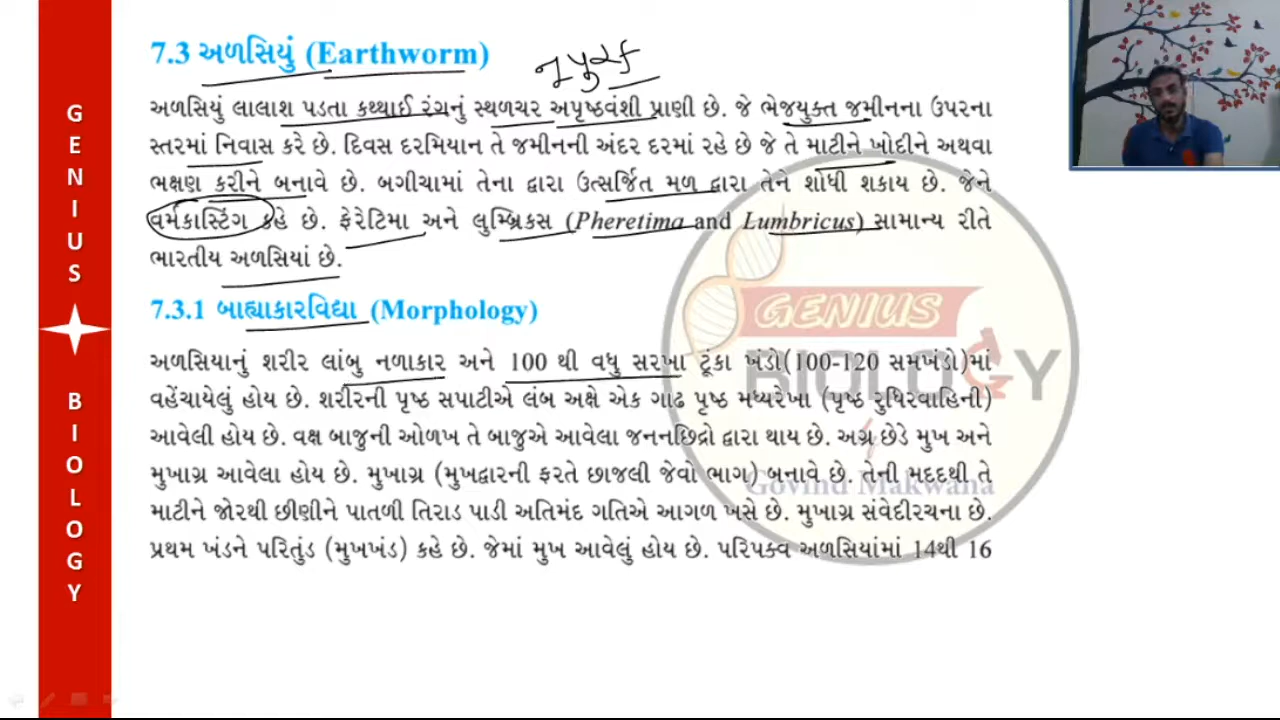 7.3 અળસિયું (Earthworm)
નૂપુરક
અળસિયું લાલાશ પડતા કથ્થાઈ રંગનું સ્થળચર અપૃષ્ઠવંશી પ્રાણી છે. જે ભેજયુક્ત જમીનના ઉપરના
સ્તરમાં નિવાસ કરે છે. દિવસ દરમિયાન તે જમીનની અંદર દરમાં રહે છે જે તે માટીને ખોદીને અથવા
ભક્ષણ કરીને બનાવે છે. બગીચામાં તેના દ્વારા ઉત્સર્જિત મળ દ્વારા તેને શોધી શકાય છે. જેને
વર્મકાસ્ટિંગ કહે છે. ફેરેટિમા અને લુમ્બ્રિકસ (Pheretima and Lumbricus) સામાન્ય રીતે
ભારતીય અળસિયાં છે.
7.3.1 બાહ્યાકારવિદ્યા (Morphology)
અળસિયાનું શરીર લાંબુ નળાકાર અને 100 થી વધુ સરખા ટૂંકા ખંડો(100-120 સમખંડો)માં
વહેંચાયેલું હોય છે. શરીરની પૃષ્ઠ સપાટીએ લંબ અક્ષે એક ગાઢ પૃષ્ઠ મધ્યરેખા (પૃષ્ઠ રુધિરવાહિની)
આવેલી હોય છે. વક્ષ બાજુની ઓળખ તે બાજુએ આવેલા જનનછિદ્રો દ્વારા થાય છે. અગ્ર છેડે મુખ અને
મુખાગ્ર આવેલા હોય છે. મુખાગ્ર (મુખદ્વારની ફરતે છાજલી જેવો ભાગ) બનાવે છે. તેની મદદથી તે
માટીને જોરથી છીણીને પાતળી તિરાડ પાડી અતિમંદ ગતિએ આગળ ખસે છે. મુખાગ્ર સંવેદીરચના છે.
પ્રથમ ખંડને પરિતુંડ (મુખખંડ) કહે છે. જેમાં મુખ આવેલું હોય છે. પરિપક્વ અળસિયાંમાં 14થી 16
GENIUS
BIOLOGY
GENIUS
BIOLOGY
Govind Makwana